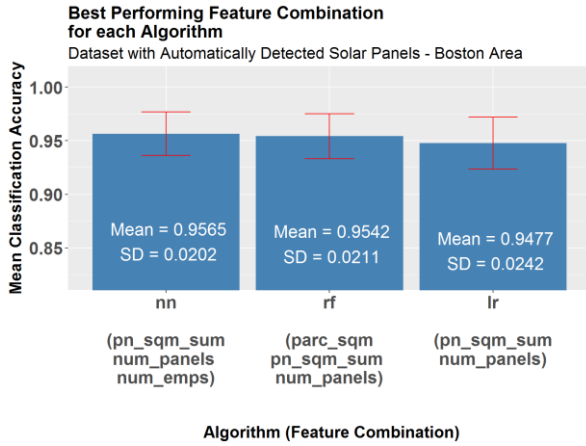 Best Performing Feature Combination
for each Algorithm
Dataset with Automatically Detected Solar Panels - Boston Area
Mean Classification Accuracy
1.00
0.95
0.90
0.85
Mean = 0.9565
SD = 0.0202
Mean = 0.9542
SD = 0.0211
Mean = 0.9477
SD = 0.0242
nn
(pn_sqm_sum
num_panels
num_emps)
rf
(parc_sqm
pn_sqm_sum
num_panels)
lr
(pn_sqm_sum
num_panels)
Algorithm (Feature Combination)